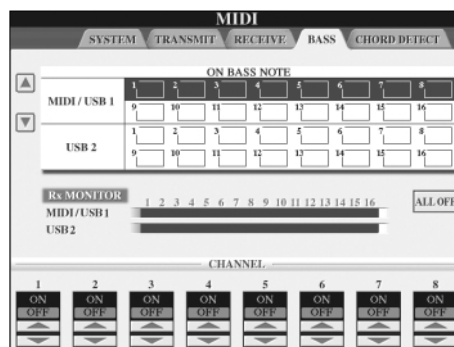 MIDI
SYSTEM TRANSMIT RECEIVE BASS CHORD DETECT
ON BASS NOTE
MIDI / USB 1
1 2 3 4 5 6 7 8
9 10 11 12 13 14 15 16
USB 2
1 2 3 4 5 6 7 8
9 10 11 12 13 14 15 16
Rx MONITOR
1 2 3 4 5 6 7 8 9 10 11 12 13 14 15 16
ALL OFF
MIDI/USB1
USB2
CHANNEL
1 2 3 4 5 6 7 8
ON ON ON ON ON ON ON ON
OFF OFF OFF OFF OFF OFF OFF OFF